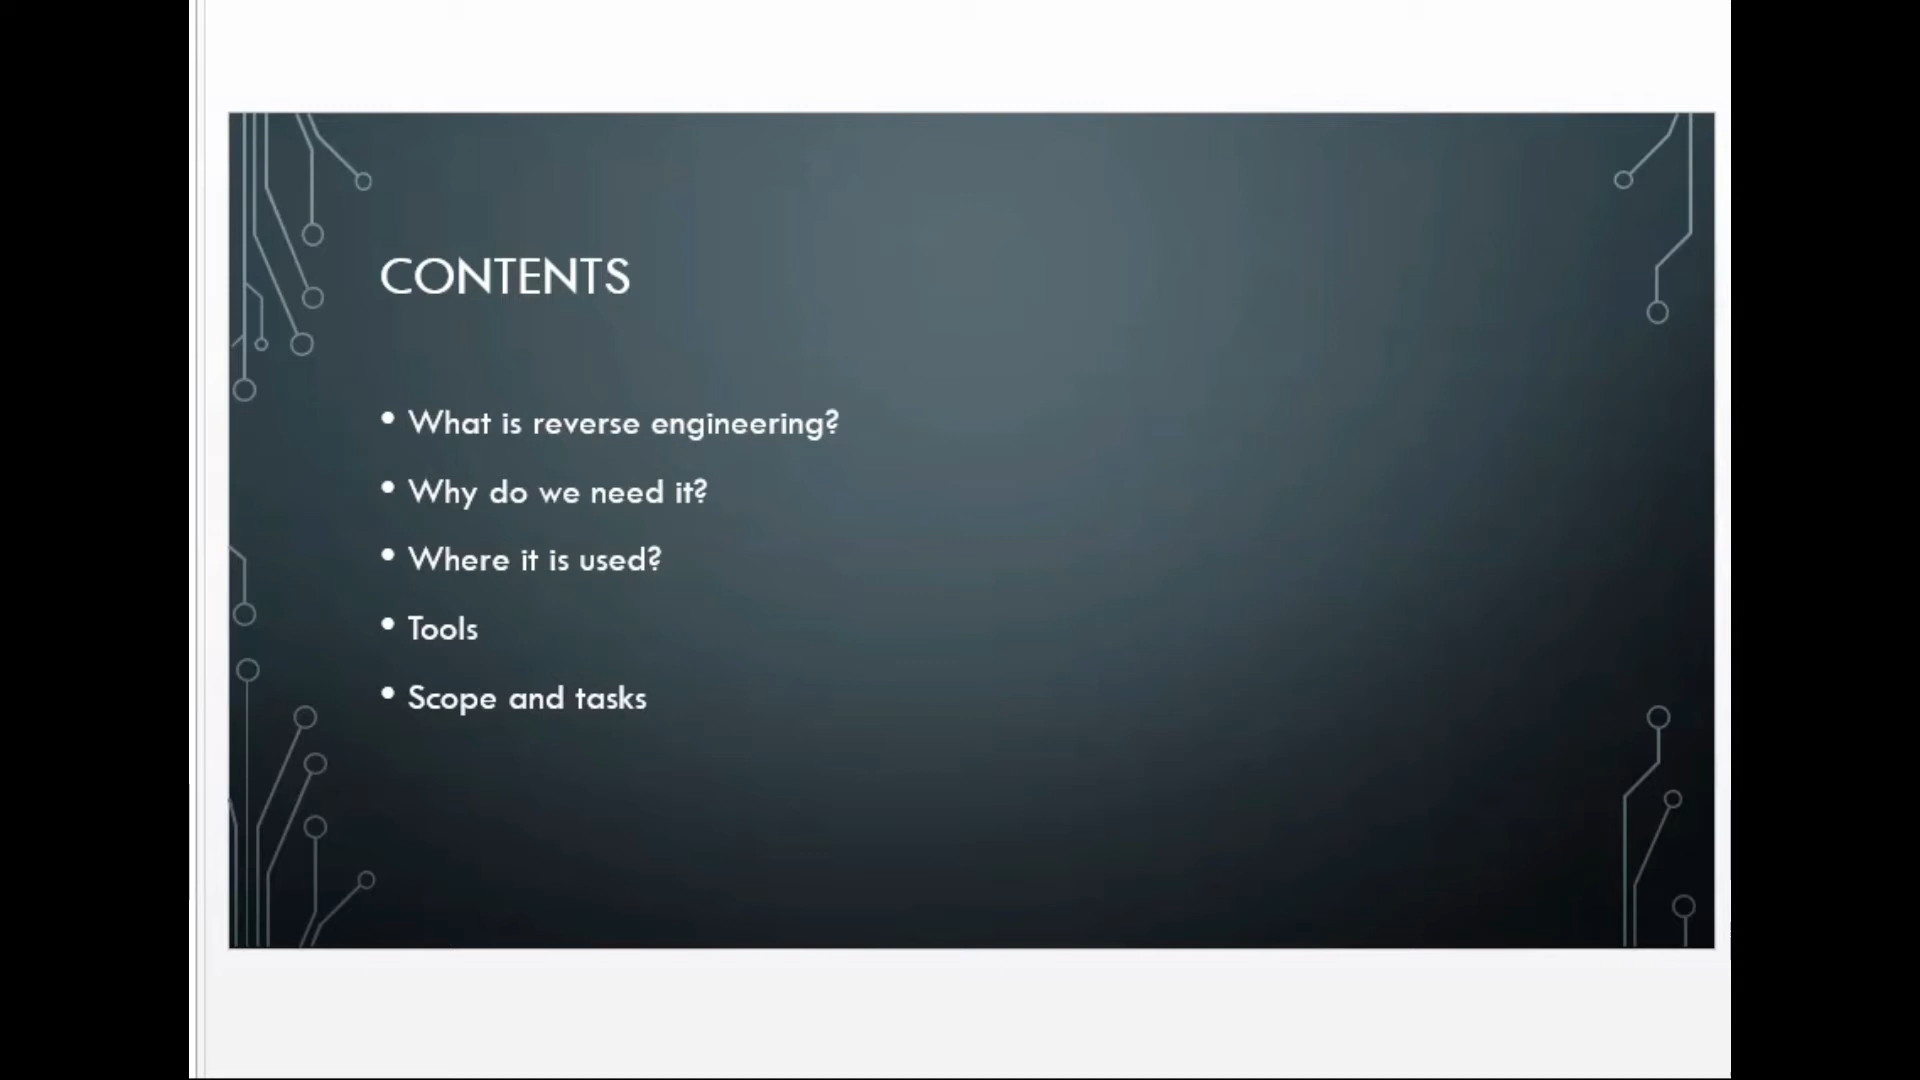 CONTENTS
• What is reverse engineering?
• Why do we need it?
• Where it is used?
• Tools
• Scope and tasks